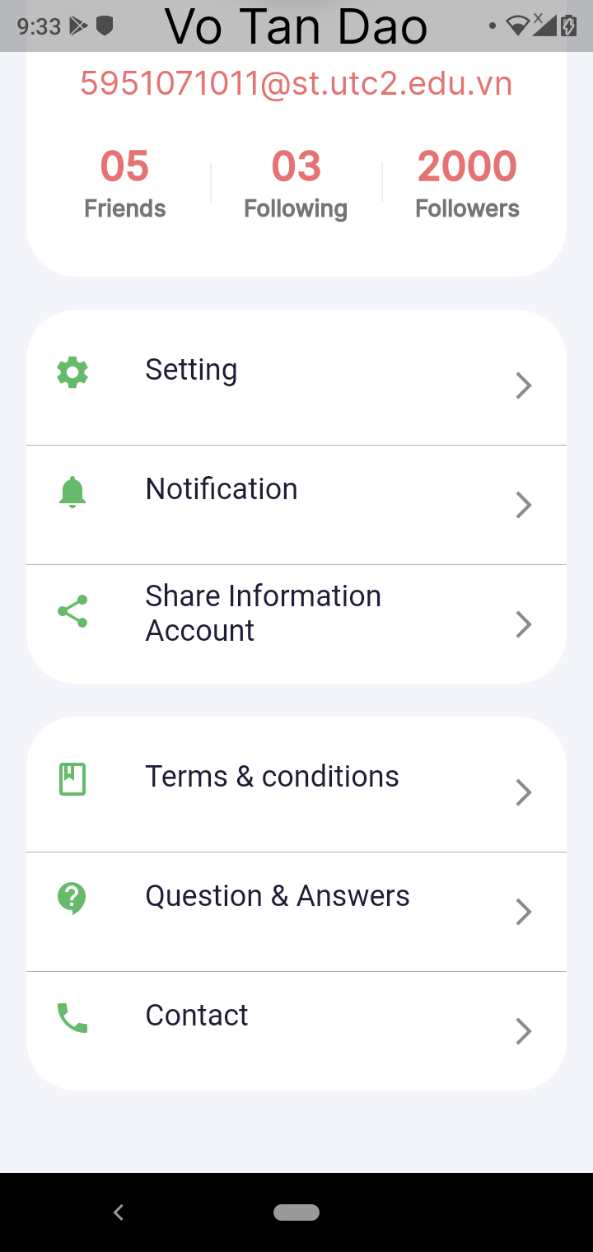 9:33
Vo Tan Dao
5951071011@st.utc2.edu.vn
05 03 2000
Friends Following Followers
Setting
Notification
Share Information
Account
Terms & conditions
Question & Answers
Contact